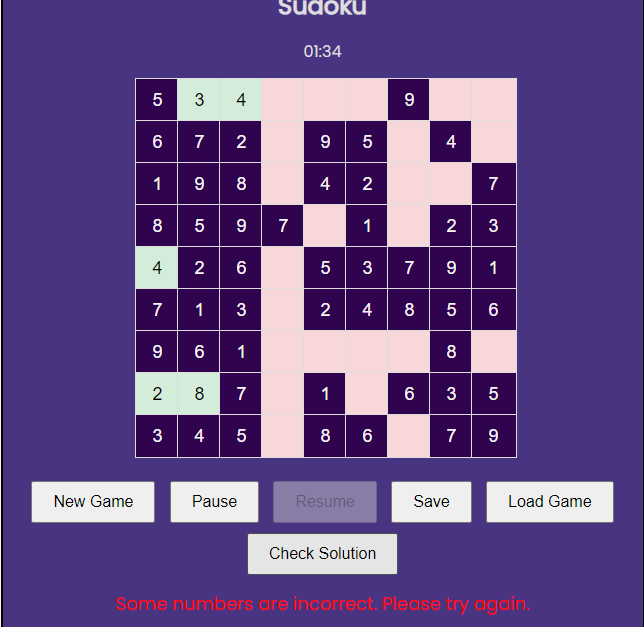 Sudoku
01:34
5 3 4 9
6 7 2 9 5 4
1 9 8 4 2 7
8 5 9 7 1 2 3
4 2 6 5 3 7 9 1
7 1 3 2 4 8 5 6
9 6 1 8
2 8 7 1 6 3 5
3 4 5 8 6 7 9
New Game Pause Resume Save Load Game
Check Solution
Some numbers are incorrect. Please try again.